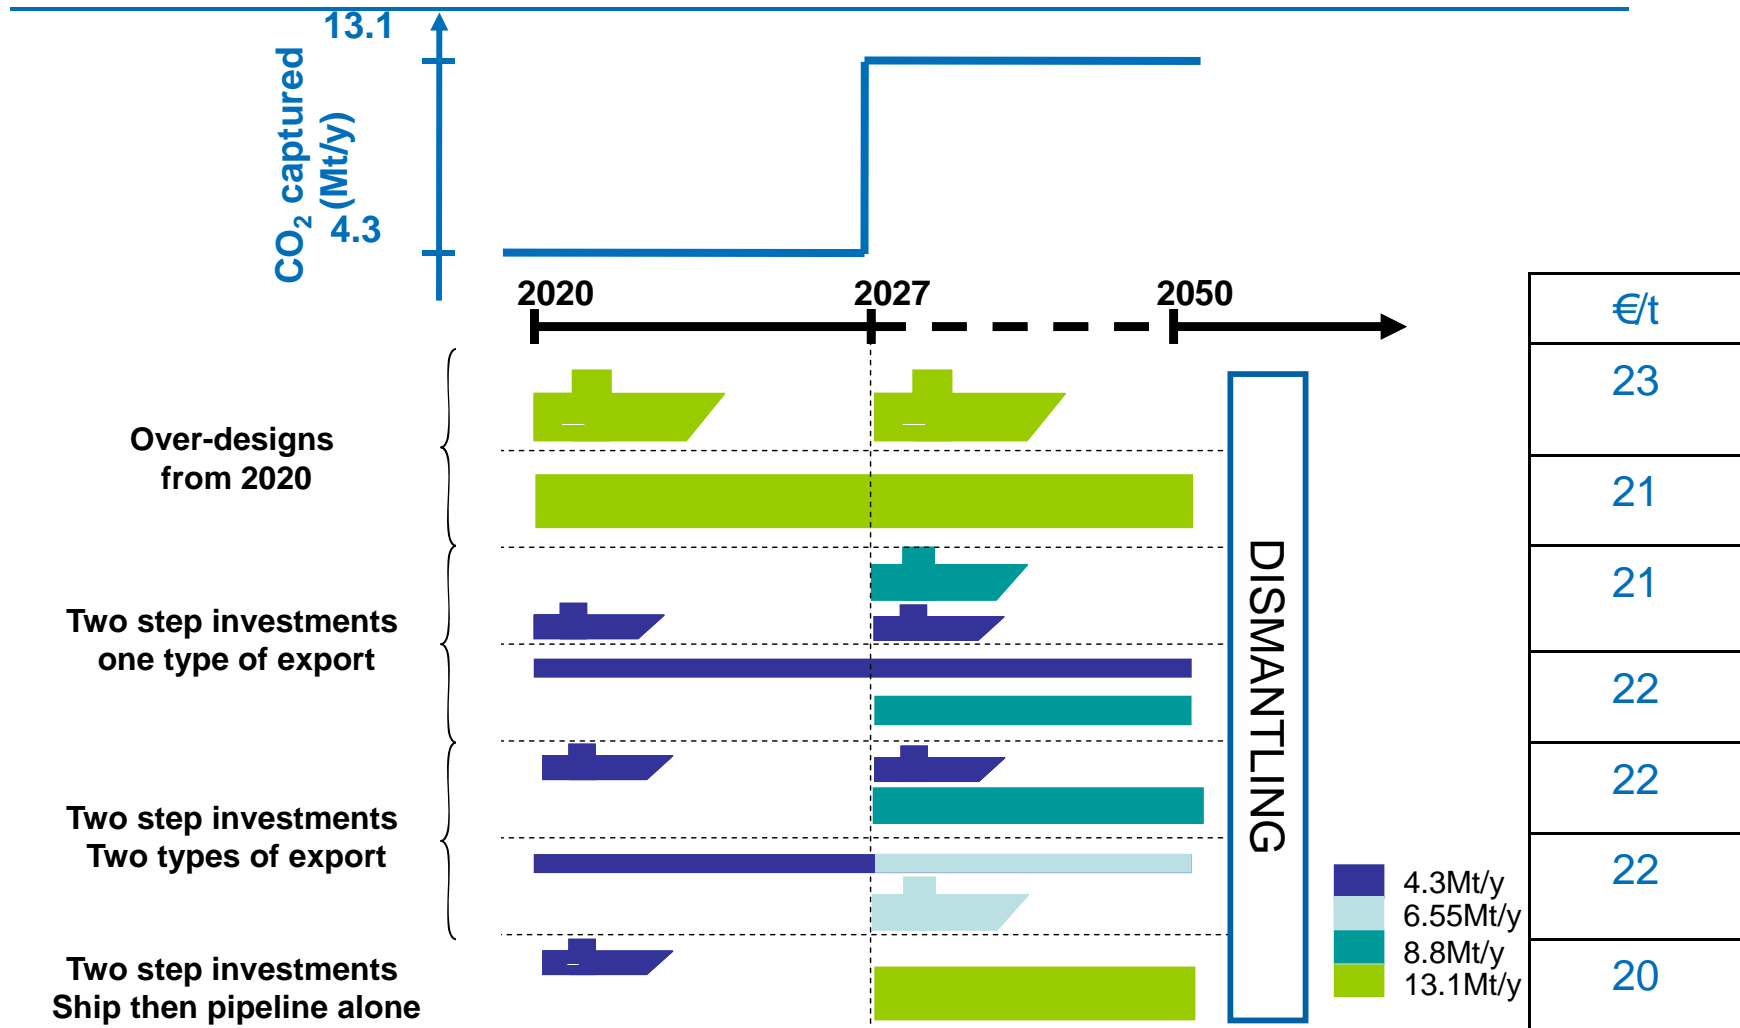 13.1
CO2 captured
(Mt/y)
4.3
2020 2027 2050
€/t
Over-designs
from 2020
23
21
Two step investments
one type of export
21
22
Two step investments
Two types of export
22
22
Two step investments
Ship then pipeline alone
20
DISMANTLING
4.3Mt/y
6.55Mt/y
8.8Mt/y
13.1Mt/y